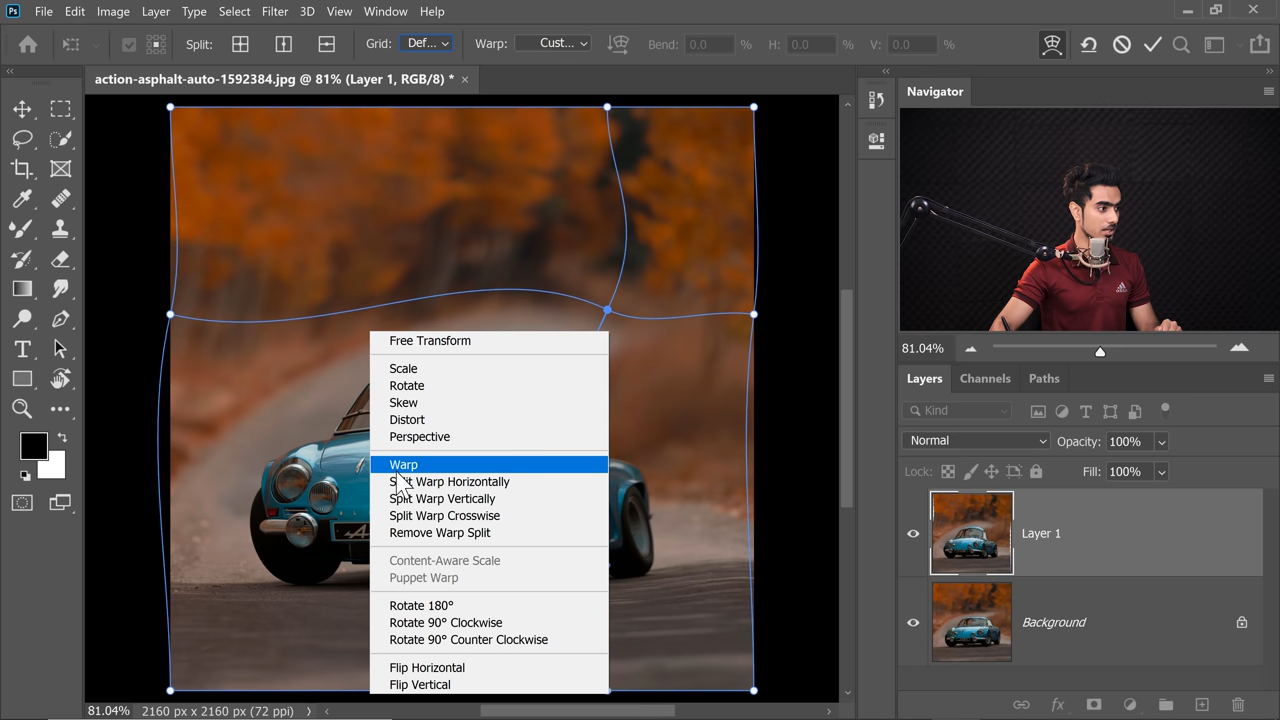 Ps File Edit Image Layer Type Select Filter 3D View Window Help
Split: Grid: Def... Warp: Cust... Bend: 0.0 % H: 0.0 % V: 0.0 %
action-asphalt-auto-1592384.jpg @ 81% (Layer 1, RGB/8) *
Navigator
adidas
81.04%
Layers Channels Paths
Kind
Normal Opacity: 100%
Lock: Fill: 100%
Layer 1
Background
Free Transform
Scale
Rotate
Skew
Distort
Perspective
Warp
Split Warp Horizontally
Split Warp Vertically
Split Warp Crosswise
Remove Warp Split
Content-Aware Scale
Puppet Warp
Rotate 180°
Rotate 90° Clockwise
Rotate 90° Counter Clockwise
Flip Horizontal
Flip Vertical
81.04% 2160 px x 2160 px (72 ppi)